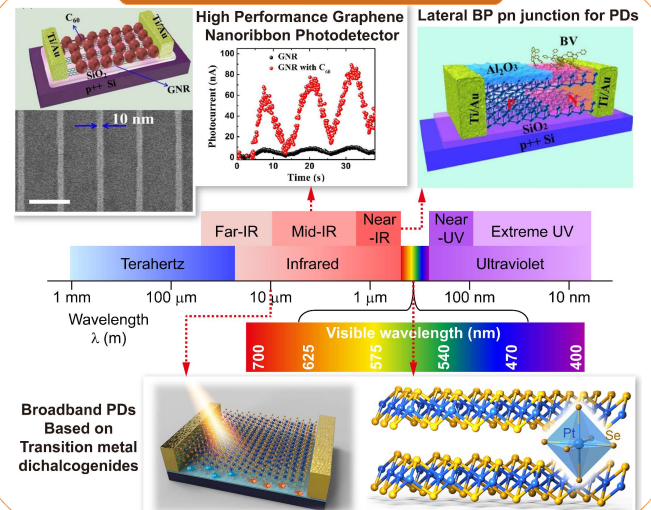 High Performance Graphene
Nanoribbon Photodetector
Lateral BP pn junction for PDs
C60
Ti/Au
Ti/Au
SiO2
p++ Si
GNR
10 nm
Photocurrent (nA)
100
80
60
40
20
0
GNR
GNR with C60
0 10 20 30
Time (s)
BV
Al2O3
Ti/Au
Ti/Au
P
N
SiO2
p++ Si
Far-IR
Mid-IR
Near
-IR
Near
-UV
Extreme UV
Terahertz
Infrared
Ultraviolet
1 mm
100 μm
10 μm
1 μm
100 nm
10 nm
Wavelength
λ (m)
Visible wavelength (nm)
700
625
575
540
470
400
Broadband PDs
Based on
Transition metal
dichalcogenides
Pt
Se